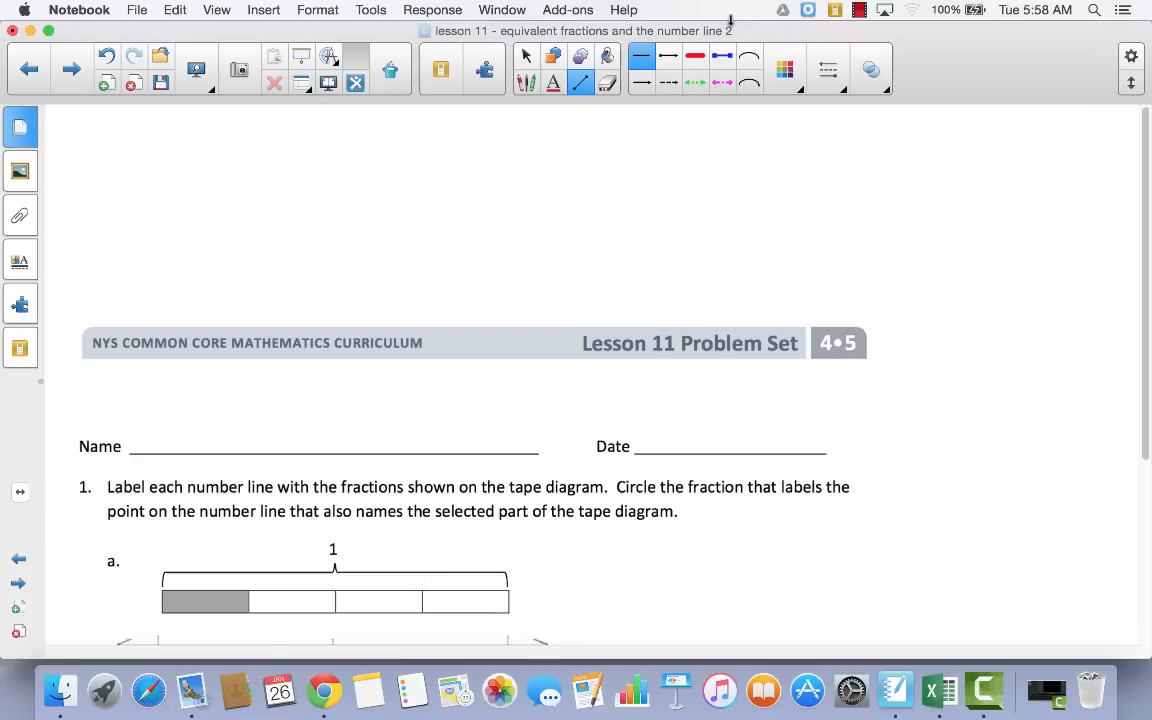 Notebook File Edit View Insert Format Tools Response Window Add-ons Help 100% Tue 5:58 AM
lesson 11 - equivalent fractions and the number line 2
A
A
NYS COMMON CORE MATHEMATICS CURRICULUM Lesson 11 Problem Set 4•5
Name Date
1. Label each number line with the fractions shown on the tape diagram. Circle the fraction that labels the
point on the number line that also names the selected part of the tape diagram.
1
a.
JAN
26